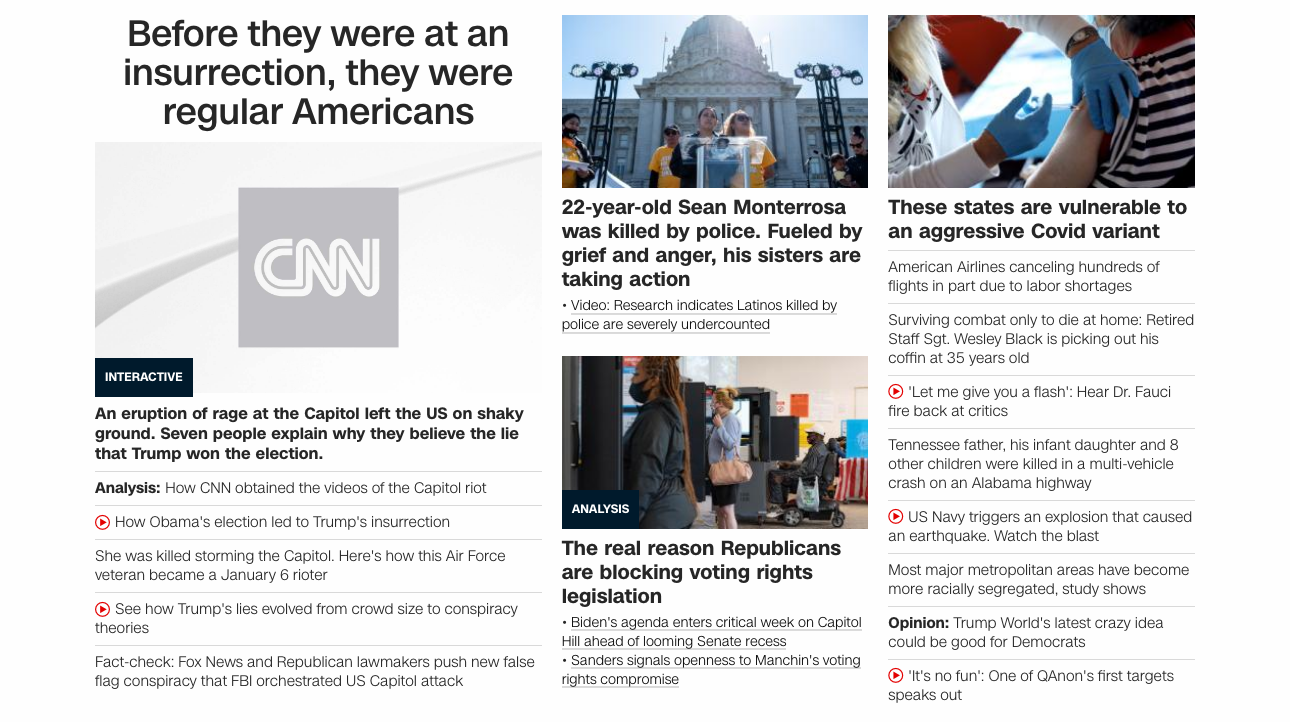 Before they were at an
insurrection, they were
regular Americans
CNN
INTERACTIVE
An eruption of rage at the Capitol left the US on shaky
ground. Seven people explain why they believe the lie
that Trump won the election.
Analysis: How CNN obtained the videos of the Capitol riot
How Obama's election led to Trump's insurrection
She was killed storming the Capitol. Here's how this Air Force
veteran became a January 6 rioter
See how Trump's lies evolved from crowd size to conspiracy
theories
Fact-check: Fox News and Republican lawmakers push new false
flag conspiracy that FBI orchestrated US Capitol attack
22-year-old Sean Monterrosa
was killed by police. Fueled by
grief and anger, his sisters are
taking action
• Video: Research indicates Latinos killed by
police are severely undercounted
ANALYSIS
The real reason Republicans
are blocking voting rights
legislation
• Biden's agenda enters critical week on Capitol
Hill ahead of looming Senate recess
• Sanders signals openness to Manchin's voting
rights compromise
These states are vulnerable to
an aggressive Covid variant
American Airlines canceling hundreds of
flights in part due to labor shortages
Surviving combat only to die at home: Retired
Staff Sgt. Wesley Black is picking out his
coffin at 35 years old
'Let me give you a flash': Hear Dr. Fauci
fire back at critics
Tennessee father, his infant daughter and 8
other children were killed in a multi-vehicle
crash on an Alabama highway
US Navy triggers an explosion that caused
an earthquake. Watch the blast
Most major metropolitan areas have become
more racially segregated, study shows
Opinion: Trump World's latest crazy idea
could be good for Democrats
'It's no fun': One of QAnon's first targets
speaks out